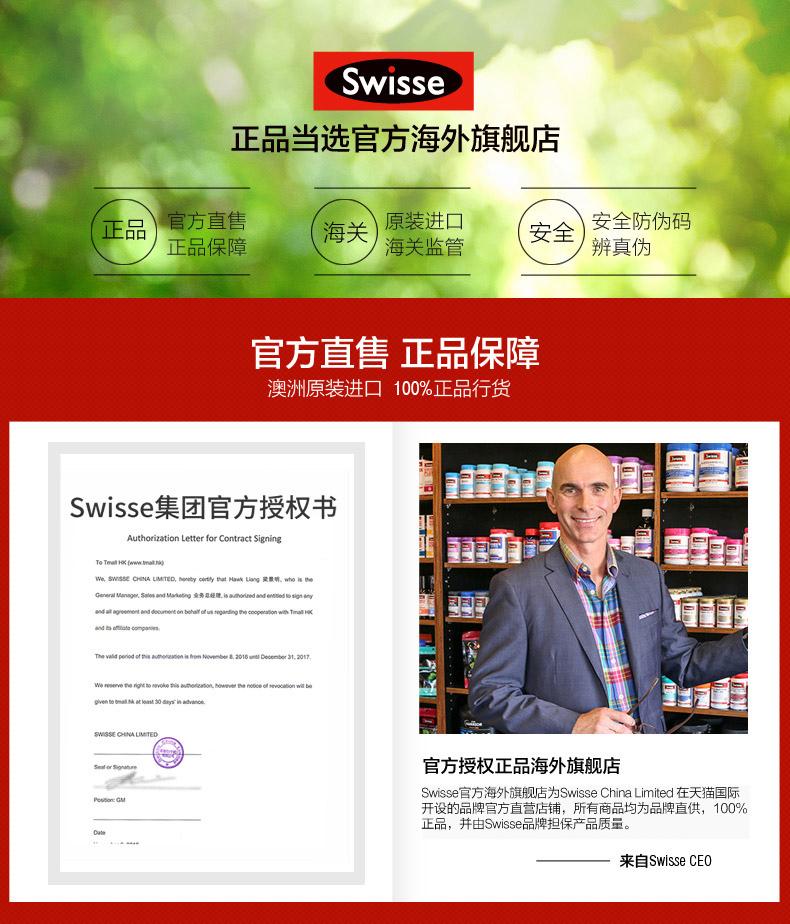 Swisse
正品当选官方海外旗舰店
正品
官方直售
正品保障
海关
原装进口
海关监管
安全
安全防伪码
辨真伪
官方直售 正品保障
澳洲原装进口 100%正品行货
Swisse集团官方授权书
Authorization Letter for Contract Signing
To Tmall HK (www.tmall.hk)
We, SWISSE CHINA LIMITED, hereby certify that Hawk Liang 梁景明, who is the
General Manager, Sales and Marketing 业务总经理, is authorized and entitled to sign any
and all agreement and document on behalf of us regarding the cooperation with Tmall HK
and its affiliate companies.
The valid period of this authorization is from November 8, 2016 until December 31, 2017.
We reserve the right to revoke this authorization, however the notice of revocation will be
given to tmall.hk at least 30 days' in advance.
SWISSE CHINA LIMITED
Seal or Signature
Position: GM
Date
官方授权正品海外旗舰店
Swisse官方海外旗舰店为Swisse China Limited 在天猫国际
开设的品牌官方直营店铺，所有商品均为品牌直供，100%
正品，并由Swisse品牌担保产品质量。
来自Swisse CEO